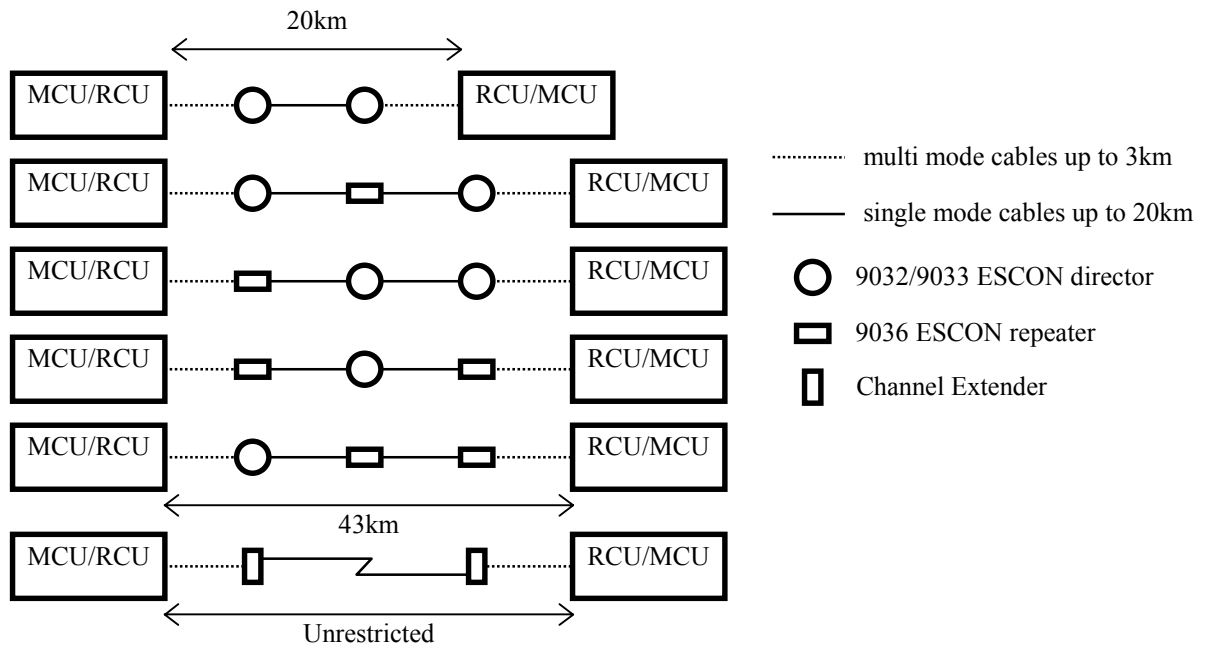 20km
MCU/RCU RCU/MCU
MCU/RCU RCU/MCU
MCU/RCU RCU/MCU
MCU/RCU RCU/MCU
MCU/RCU RCU/MCU
43km
MCU/RCU RCU/MCU
Unrestricted
multi mode cables up to 3km
single mode cables up to 20km
9032/9033 ESCON director
9036 ESCON repeater
Channel Extender